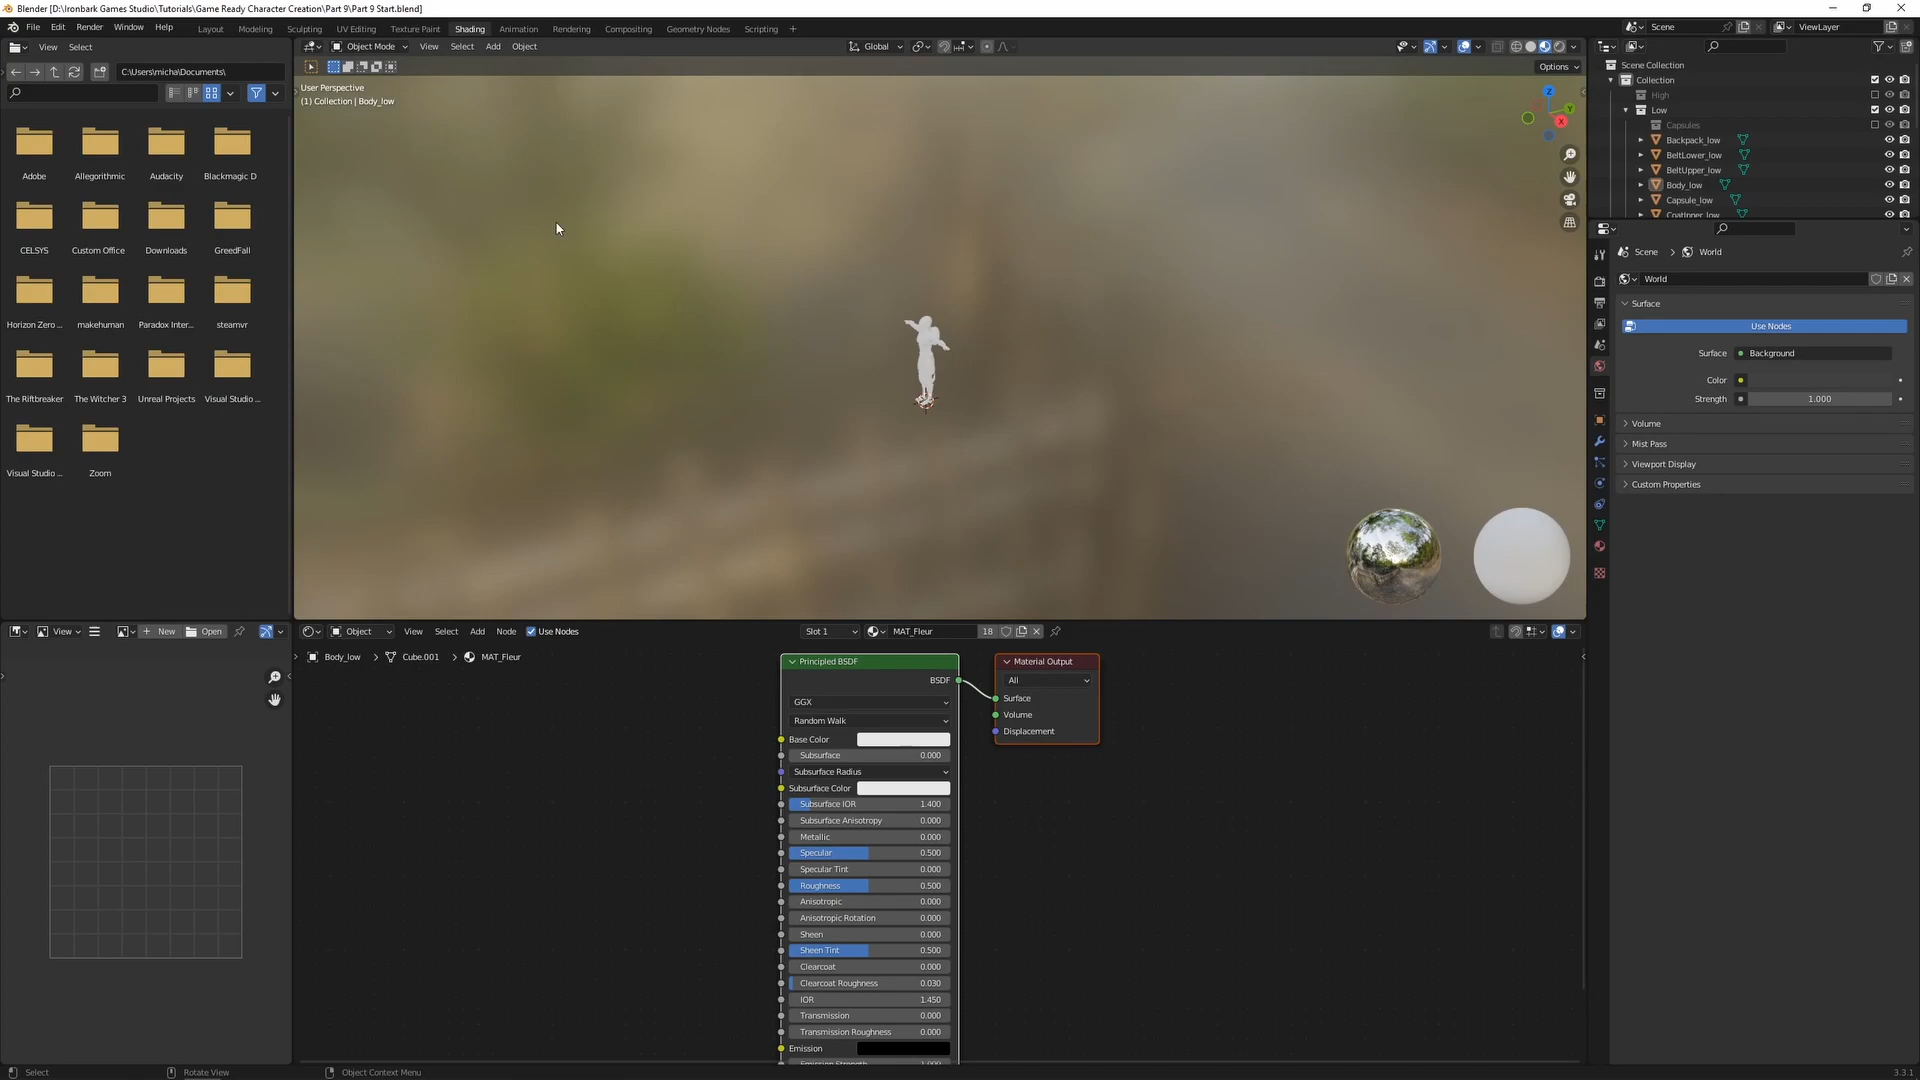 Blender [D:\Ironbark Games Studio\Tutorials\Game Ready Character Creation\Part 9\Part 9 Start.blend]
File Edit Render Window Help
Layout Modeling Sculpting UV Editing Texture Paint Shading Animation Rendering Compositing Geometry Nodes Scripting
Scene
ViewLayer
View Select
C:\Users\micha\Documents\
Adobe Allegorithmic Audacity Blackmagic D
CELSYS Custom Office Downloads GreedFall
Horizon Zero ... makehuman Paradox Inter... steamvr
The Riftbreaker The Witcher 3 Unreal Projects Visual Studio ...
Visual Studio ... Zoom
Object Mode View Select Add Object
Global
Options
User Perspective
(1) Collection | Body_low
Z
Y
X
Scene Collection
Collection
High
Low
Capsules
Backpack_low
BeltLower_low
BeltUpper_low
Body_low
Capsule_low
CoatInner_low
Scene > World
World
Surface
Use Nodes
Surface Background
Color
Strength 1.000
Volume
Mist Pass
Viewport Display
Custom Properties
View New Open
Object View Select Add Node Use Nodes
Slot 1
MAT_Fleur 18
Body_low > Cube.001 > MAT_Fleur
Principled BSDF
BSDF
GGX
Random Walk
Base Color
Subsurface 0.000
Subsurface Radius
Subsurface Color
Subsurface IOR 1.400
Subsurface Anisotropy 0.000
Metallic 0.000
Specular 0.500
Specular Tint 0.000
Roughness 0.500
Anisotropic 0.000
Anisotropic Rotation 0.000
Sheen 0.000
Sheen Tint 0.500
Clearcoat 0.000
Clearcoat Roughness 0.030
IOR 1.450
Transmission 0.000
Transmission Roughness 0.000
Emission
Emission Strength 1.000
Material Output
All
Surface
Volume
Displacement
Select
Rotate View
Object Context Menu
3.3.1